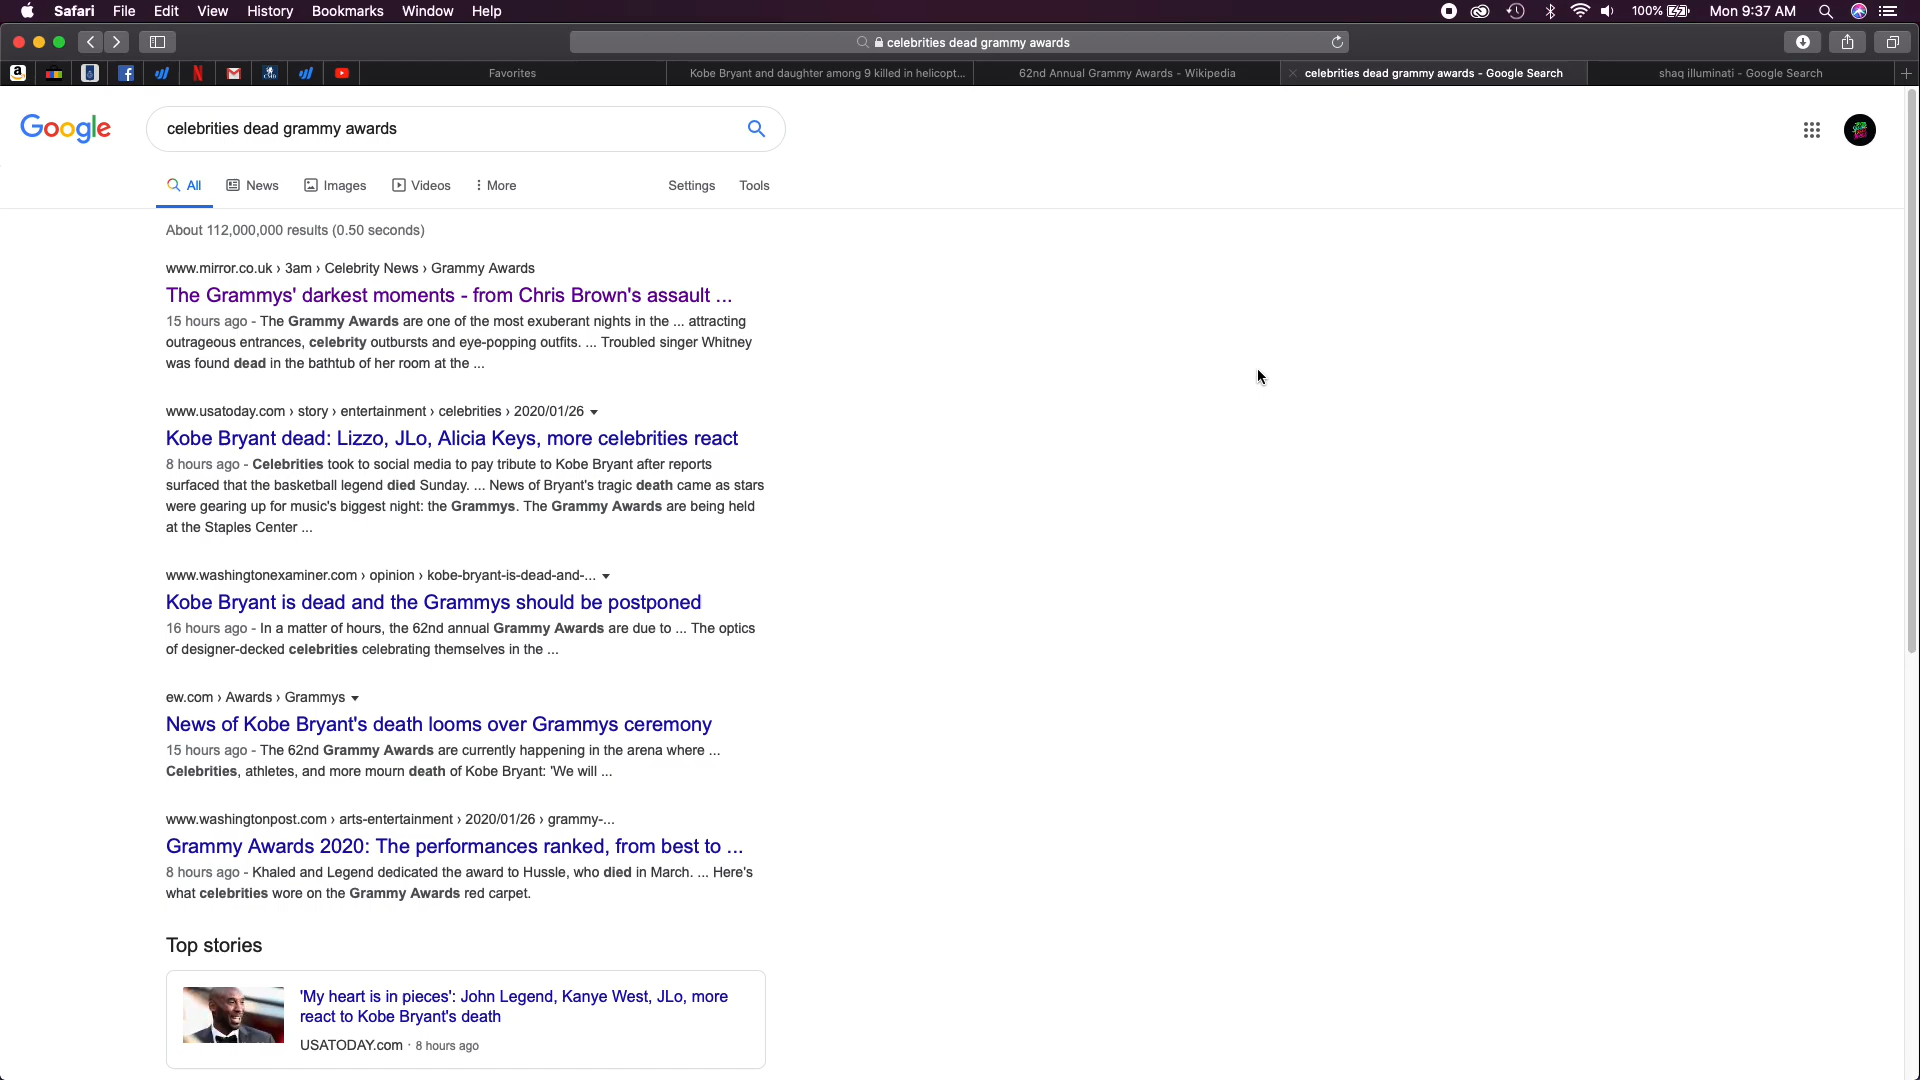 Safari File Edit View History Bookmarks Window Help
100% Mon 9:37 AM
celebrities dead grammy awards
Favorites
Kobe Bryant and daughter among 9 killed in helicopt...
62nd Annual Grammy Awards - Wikipedia
celebrities dead grammy awards - Google Search
shaq illuminati - Google Search
Google
celebrities dead grammy awards
All News Images Videos More Settings Tools
About 112,000,000 results (0.50 seconds)
www.mirror.co.uk › 3am › Celebrity News › Grammy Awards
The Grammys' darkest moments - from Chris Brown's assault ...
15 hours ago - The Grammy Awards are one of the most exuberant nights in the ... attracting
outrageous entrances, celebrity outbursts and eye-popping outfits. ... Troubled singer Whitney
was found dead in the bathtub of her room at the ...
www.usatoday.com › story › entertainment › celebrities › 2020/01/26
Kobe Bryant dead: Lizzo, JLo, Alicia Keys, more celebrities react
8 hours ago - Celebrities took to social media to pay tribute to Kobe Bryant after reports
surfaced that the basketball legend died Sunday. ... News of Bryant's tragic death came as stars
were gearing up for music's biggest night: the Grammys. The Grammy Awards are being held
at the Staples Center ...
www.washingtonexaminer.com › opinion › kobe-bryant-is-dead-and-...
Kobe Bryant is dead and the Grammys should be postponed
16 hours ago - In a matter of hours, the 62nd annual Grammy Awards are due to ... The optics
of designer-decked celebrities celebrating themselves in the ...
ew.com › Awards › Grammys
News of Kobe Bryant's death looms over Grammys ceremony
15 hours ago - The 62nd Grammy Awards are currently happening in the arena where ...
Celebrities, athletes, and more mourn death of Kobe Bryant: 'We will ...
www.washingtonpost.com › arts-entertainment › 2020/01/26 › grammy-...
Grammy Awards 2020: The performances ranked, from best to ...
8 hours ago - Khaled and Legend dedicated the award to Hussle, who died in March. ... Here's
what celebrities wore on the Grammy Awards red carpet.
Top stories
'My heart is in pieces': John Legend, Kanye West, JLo, more
react to Kobe Bryant's death
USATODAY.com · 8 hours ago